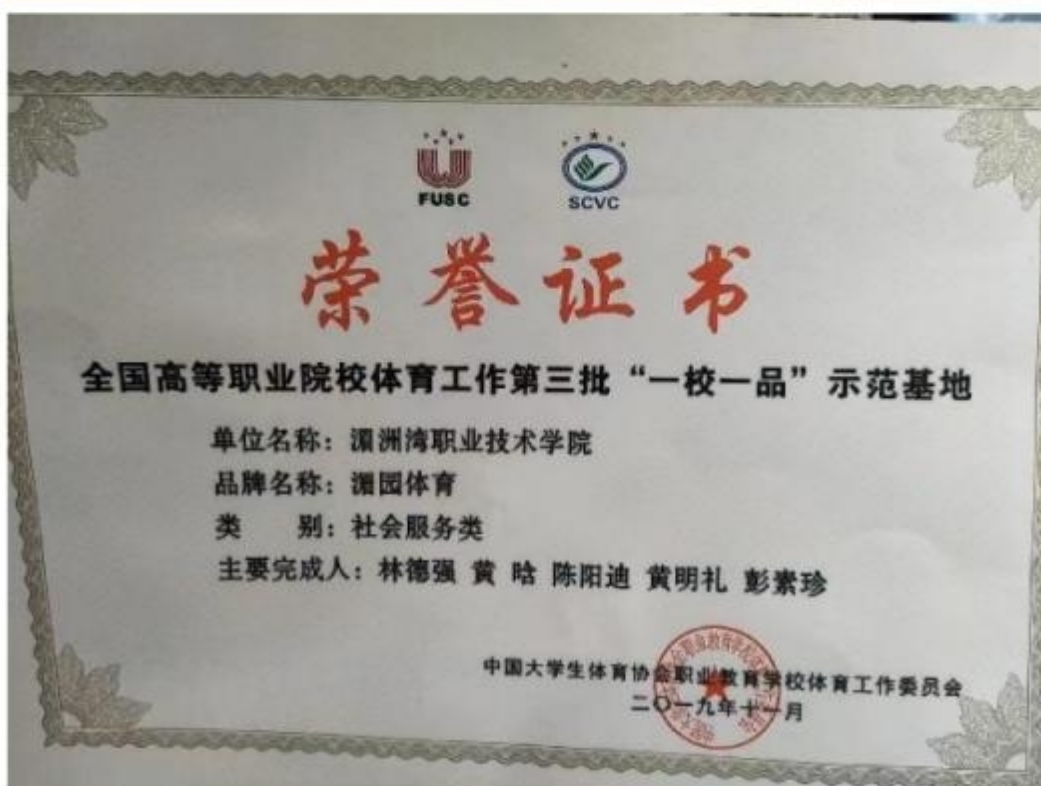 FUSC SCVC
荣誉证书
全国高等职业院校体育工作第三批“一校一品”示范基地
单位名称：湄洲湾职业技术学院
品牌名称：湄园体育
类 别：社会服务类
主要完成人：林德强 黄 晗 陈阳迪 黄明礼 彭素珍
中国大学生体育协会职业教育学校体育工作委员会
二〇一九年十一月